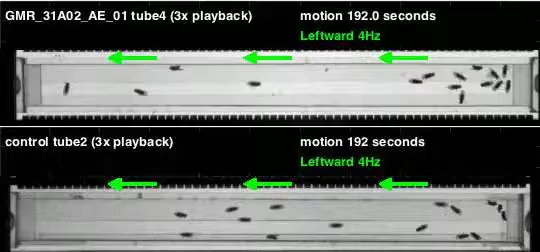 GMR_31A02_AE_01 tube4 (3x playback) motion 192.0 seconds
Leftward 4Hz
control tube2 (3x playback) motion 192 seconds
Leftward 4Hz